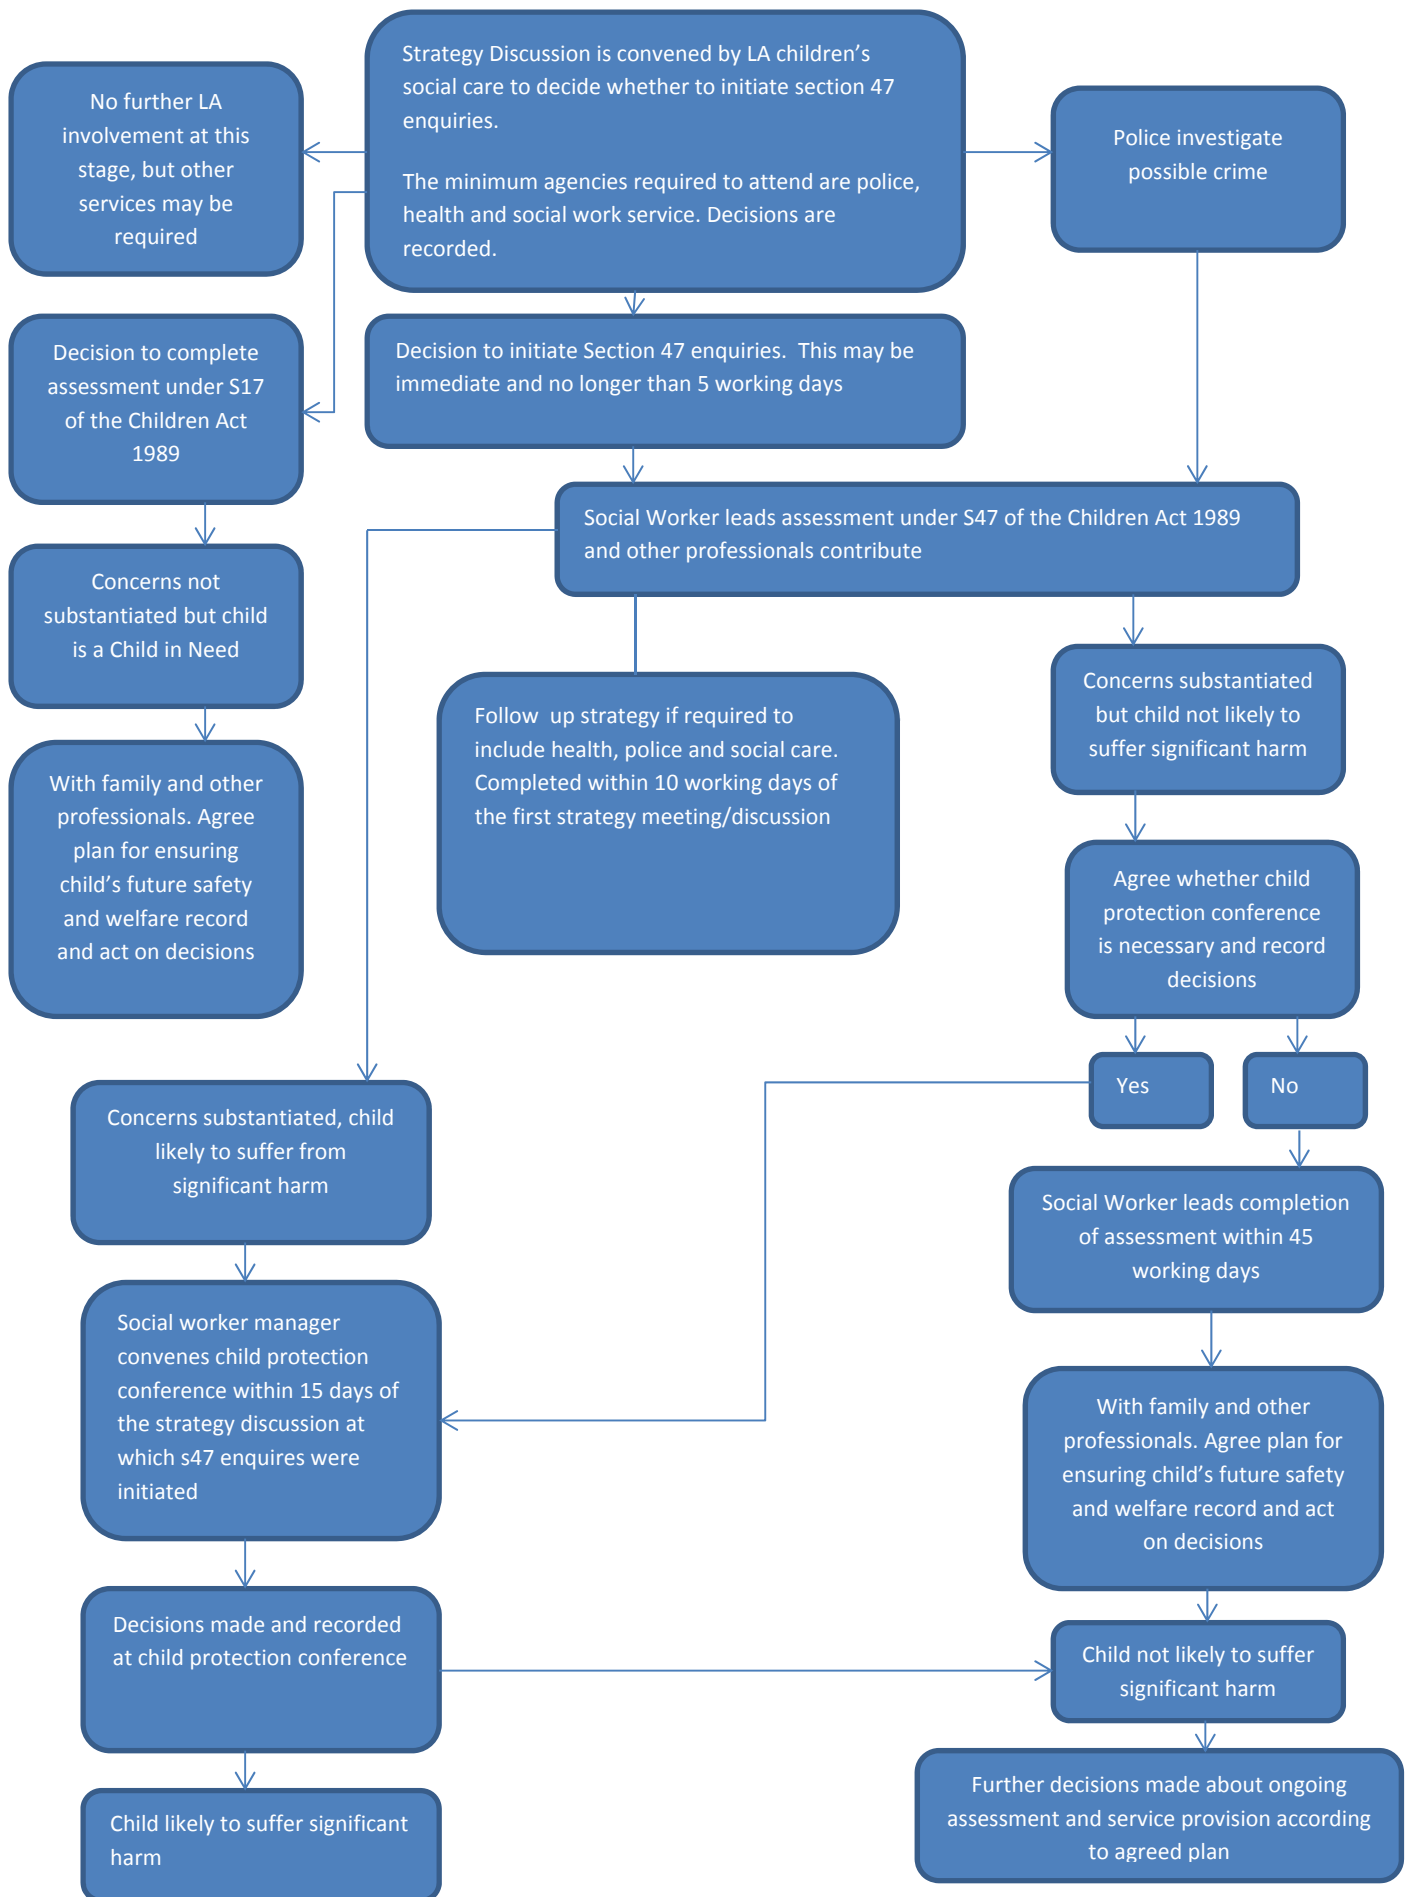 Strategy Discussion is convened by LA children’s
social care to decide whether to initiate section 47
enquiries.
The minimum agencies required to attend are police,
health and social work service. Decisions are
recorded.
No further LA
involvement at this
stage, but other
services may be
required
Police investigate
possible crime
Decision to complete
assessment under S17
of the Children Act
1989
Decision to initiate Section 47 enquiries.  This may be
immediate and no longer than 5 working days
Social Worker leads assessment under S47 of the Children Act 1989
and other professionals contribute
Concerns not
substantiated but child
is a Child in Need
Follow  up strategy if required to
include health, police and social care.
Completed within 10 working days of
the first strategy meeting/discussion
Concerns substantiated
but child not likely to
suffer significant harm
With family and other
professionals. Agree
plan for ensuring
child’s future safety
and welfare record
and act on decisions
Agree whether child
protection conference
is necessary and record
decisions
Yes
No
Concerns substantiated, child
likely to suffer from
significant harm
Social Worker leads completion
of assessment within 45
working days
Social worker manager
convenes child protection
conference within 15 days of
the strategy discussion at
which s47 enquires were
initiated
With family and other
professionals. Agree plan for
ensuring child’s future safety
and welfare record and act
on decisions
Decisions made and recorded
at child protection conference
Child not likely to suffer
significant harm
Child likely to suffer significant
harm
Further decisions made about ongoing
assessment and service provision according
to agreed plan